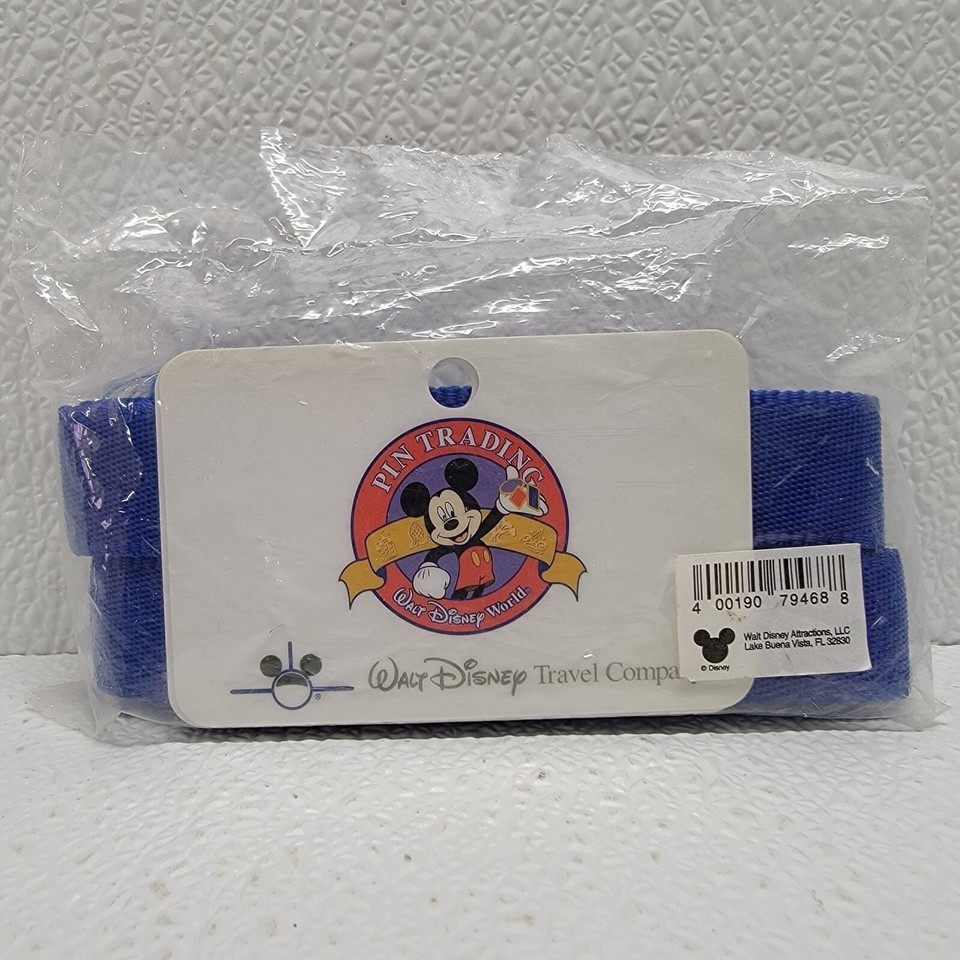 PIN TRADING
WALT DISNEY World®
®
WALT DISNEY Travel
4 00190 79468 8
Walt Disney Attractions, LLC
Lake Buena Vista, FL 32830
© Disney